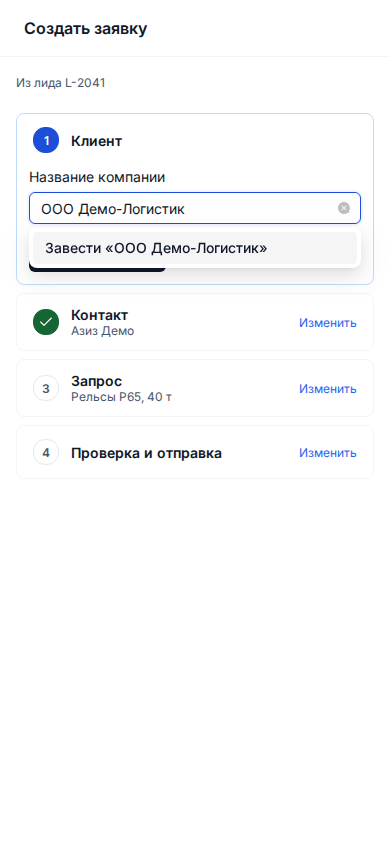 Создать заявку
Из лида L-2041
1 Клиент
Название компании
ООО Демо-Логистик
Завести «ООО Демо-Логистик»
Контакт
Азиз Демо
Изменить
3
Запрос
Рельсы Р65, 40 т
Изменить
4 Проверка и отправка Изменить